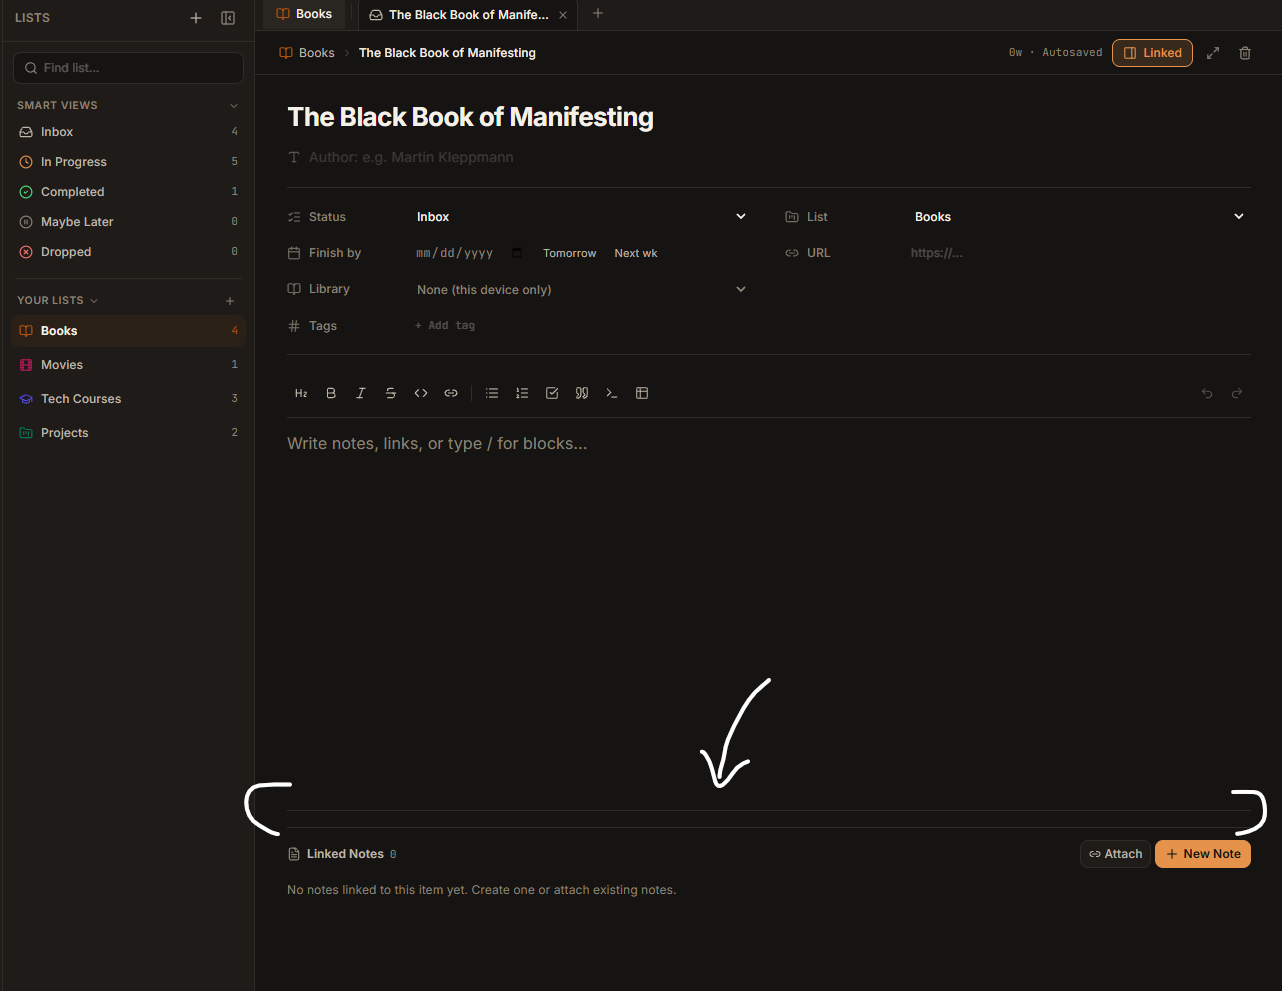 LISTS
Find list...
SMART VIEWS
Inbox 4
In Progress 5
Completed 1
Maybe Later 0
Dropped 0
YOUR LISTS
Books 4
Movies 1
Tech Courses 3
Projects 2
Books
The Black Book of Manife...
Books > The Black Book of Manifesting
0w · Autosaved
Linked
The Black Book of Manifesting
Author: e.g. Martin Kleppmann
Status Inbox
List Books
Finish by mm/dd/yyyy Tomorrow Next wk
URL https://...
Library None (this device only)
Tags + Add tag
H2 B I S
Write notes, links, or type / for blocks...
Linked Notes 0
Attach
+ New Note
No notes linked to this item yet. Create one or attach existing notes.